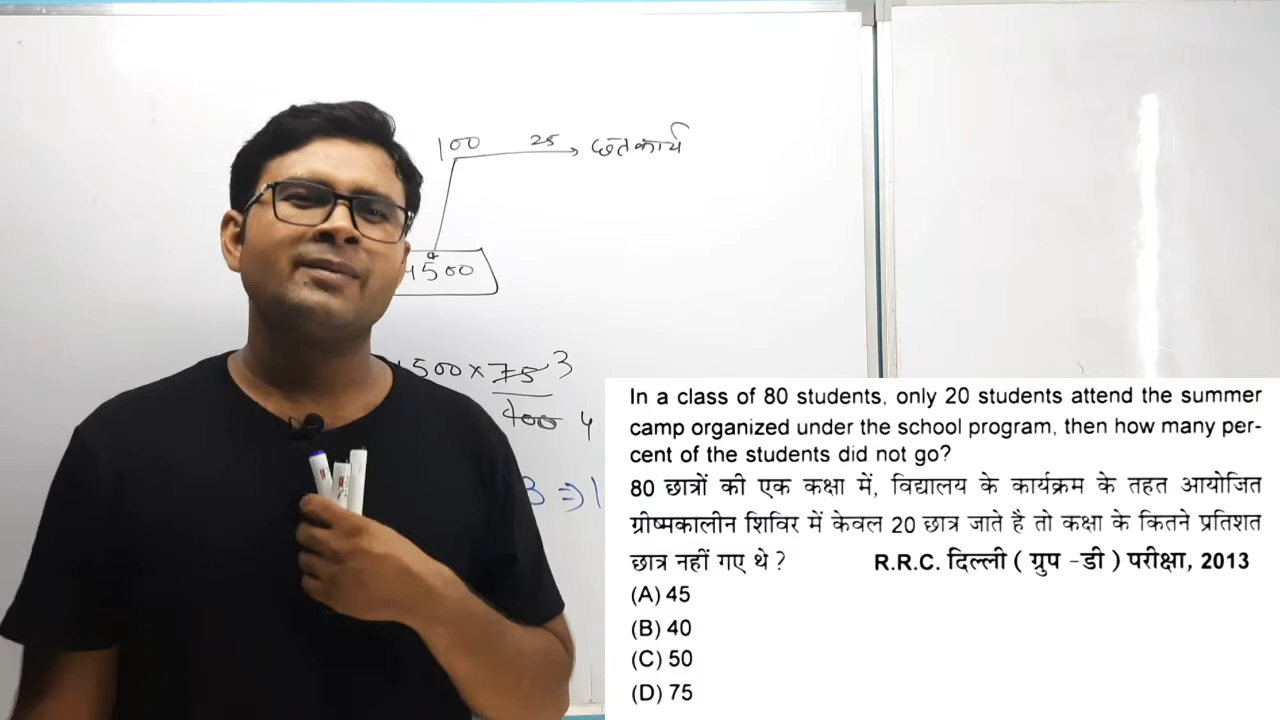 100 25 छतकार्य
4500
1500 × 75 3
400 4
3 ⇒ 1
In a class of 80 students, only 20 students attend the summer
camp organized under the school program, then how many per-
cent of the students did not go?
80 छात्रों की एक कक्षा में, विद्यालय के कार्यक्रम के तहत आयोजित
ग्रीष्मकालीन शिविर में केवल 20 छात्र जाते है तो कक्षा के कितने प्रतिशत
छात्र नहीं गए थे ? R.R.C. दिल्ली ( ग्रुप -डी ) परीक्षा, 2013
(A) 45
(B) 40
(C) 50
(D) 75